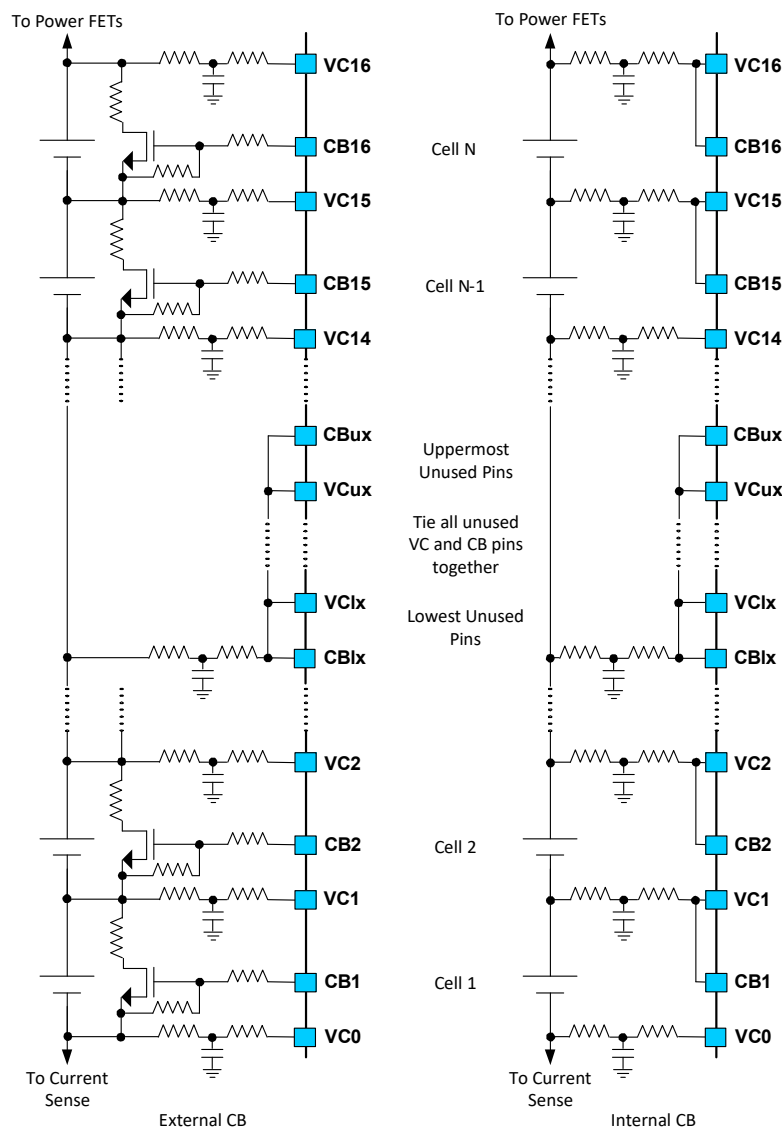 To Power FETs
To Power FETs
VC16
VC16
CB16
Cell N
CB16
VC15
VC15
CB15
Cell N-1
CB15
VC14
VC14
CBux
CBux
Uppermost
Unused Pins
VCux
VCux
Tie all unused
VC and CB pins
together
VClx
VClx
Lowest Unused
Pins
CBlx
CBlx
VC2
VC2
CB2
Cell 2
CB2
VC1
VC1
CB1
Cell 1
CB1
VC0
VC0
To Current
Sense
To Current
Sense
External CB
Internal CB